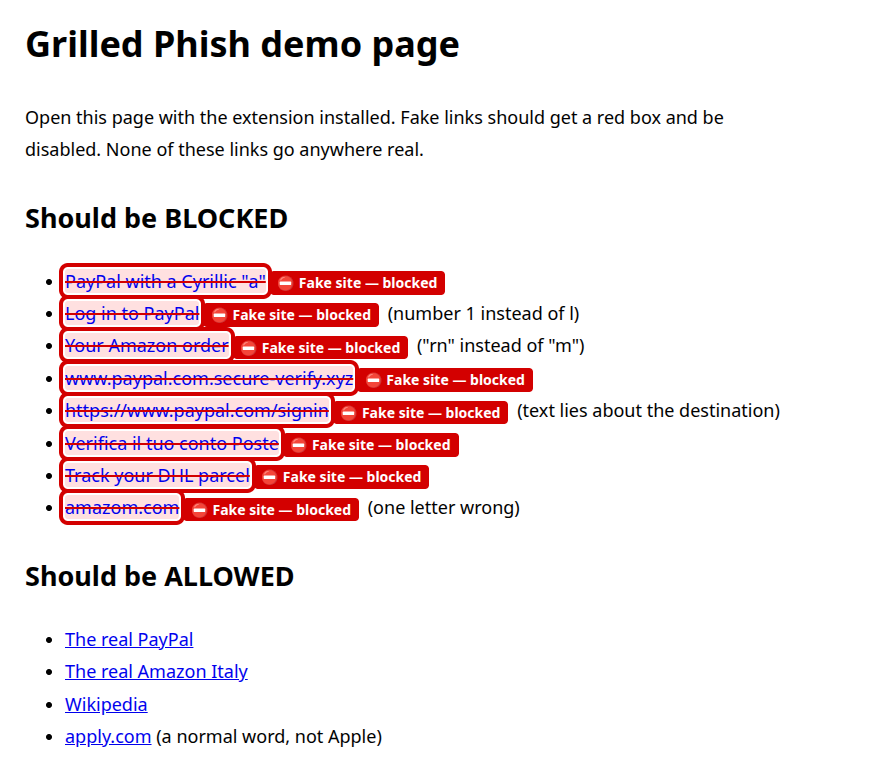 Grilled Phish demo page
Open this page with the extension installed. Fake links should get a red box and be
disabled. None of these links go anywhere real.
Should be BLOCKED
PayPal with a Cyrillic "a" Fake site — blocked
Log in to PayPal Fake site — blocked (number 1 instead of l)
Your Amazon order Fake site — blocked ("rn" instead of "m")
www.paypal.com.secure-verify.xyz Fake site — blocked
https://www.paypal.com/signin Fake site — blocked (text lies about the destination)
Verifica il tuo conto Poste Fake site — blocked
Track your DHL parcel Fake site — blocked
amazom.com Fake site — blocked (one letter wrong)
Should be ALLOWED
The real PayPal
The real Amazon Italy
Wikipedia
apply.com (a normal word, not Apple)